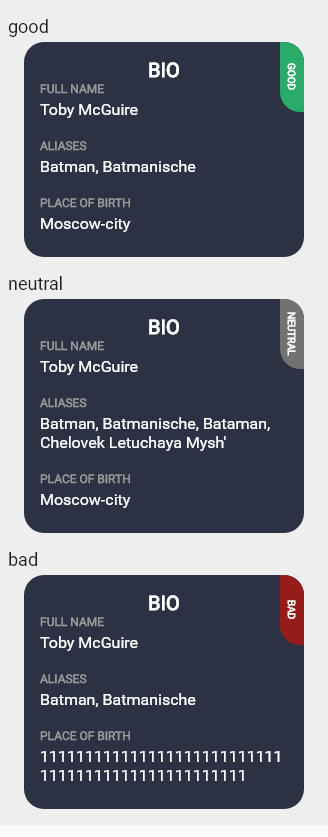 good
BIO
GOOD
FULL NAME
Toby McGuire
ALIASES
Batman, Batmanische
PLACE OF BIRTH
Moscow-city
neutral
BIO
NEUTRAL
FULL NAME
Toby McGuire
ALIASES
Batman, Batmanische, Bataman,
Chelovek Letuchaya Mysh'
PLACE OF BIRTH
Moscow-city
bad
BIO
BAD
FULL NAME
Toby McGuire
ALIASES
Batman, Batmanische
PLACE OF BIRTH
111111111111111111111111111
11111111111111111111111